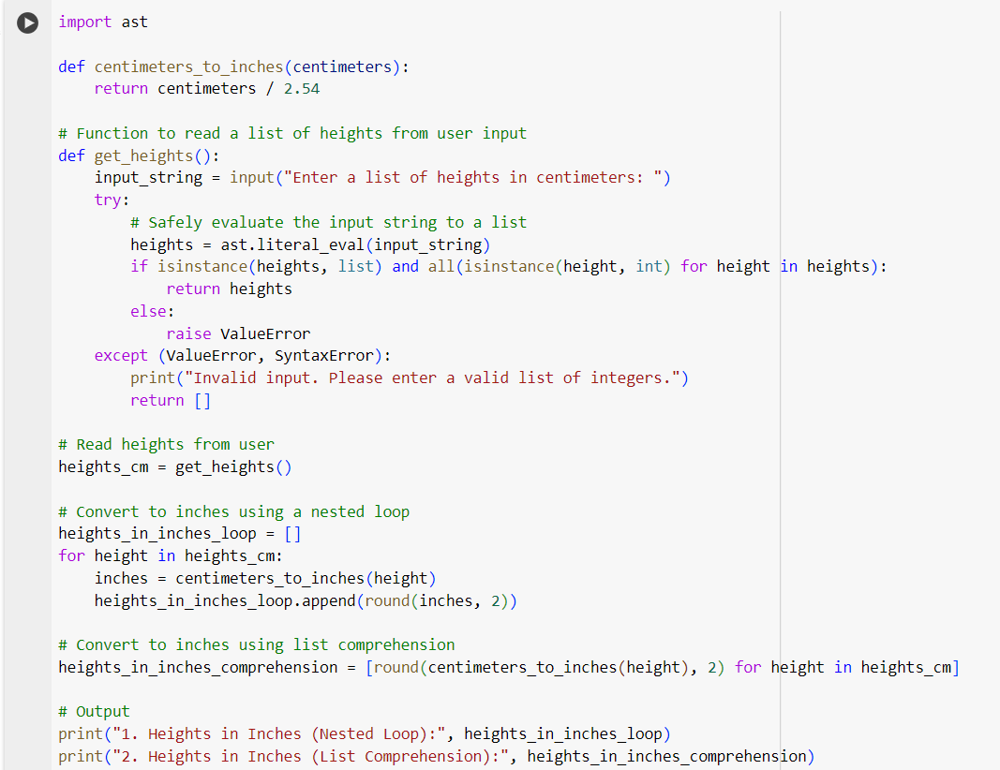 import ast

def centimeters_to_inches(centimeters):
    return centimeters / 2.54

# Function to read a list of heights from user input
def get_heights():
    input_string = input("Enter a list of heights in centimeters: ")
    try:
        # Safely evaluate the input string to a list
        heights = ast.literal_eval(input_string)
        if isinstance(heights, list) and all(isinstance(height, int) for height in heights):
            return heights
        else:
            raise ValueError
    except (ValueError, SyntaxError):
        print("Invalid input. Please enter a valid list of integers.")
        return []

# Read heights from user
heights_cm = get_heights()

# Convert to inches using a nested loop
heights_in_inches_loop = []
for height in heights_cm:
    inches = centimeters_to_inches(height)
    heights_in_inches_loop.append(round(inches, 2))

# Convert to inches using list comprehension
heights_in_inches_comprehension = [round(centimeters_to_inches(height), 2) for height in heights_cm]

# Output
print("1. Heights in Inches (Nested Loop):", heights_in_inches_loop)
print("2. Heights in Inches (List Comprehension):", heights_in_inches_comprehension)